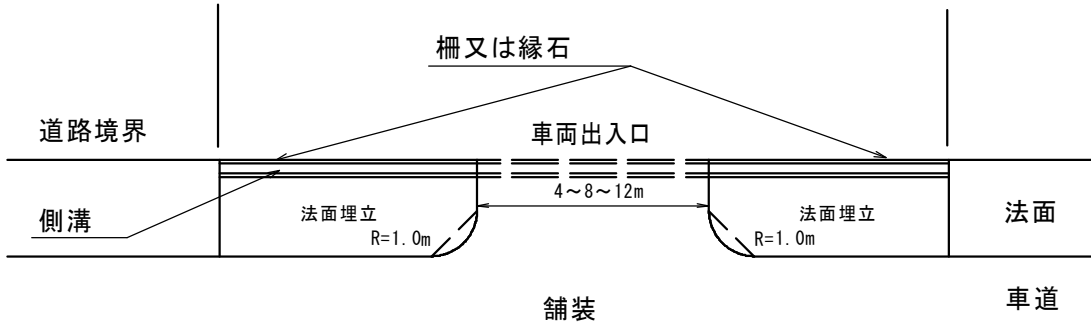 柵又は縁石
道路境界
車両出入口
4～8～12m
側溝
法面埋立
法面埋立
法面
R=1.0m
R=1.0m
車道
舗装